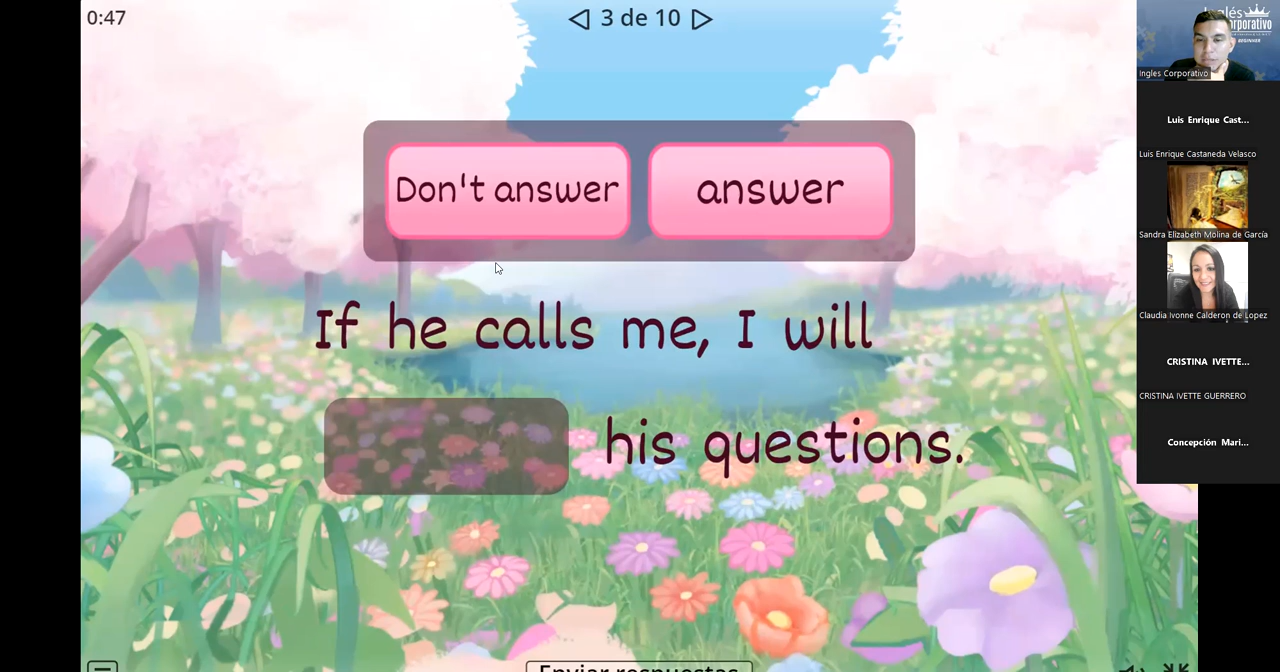 0:47
3 de 10
Don't answer
answer
If he calls me, I will
his questions.
Enviar respuestas
Inglés
orporativo
BEGINNER
Ingles Corporativo
Luis Enrique Cast...
Luis Enrique Castaneda Velasco
Sandra Elizabeth Molina de García
Claudia Ivonne Calderon de Lopez
CRISTINA IVETTE...
CRISTINA IVETTE GUERRERO
Concepción Mari...